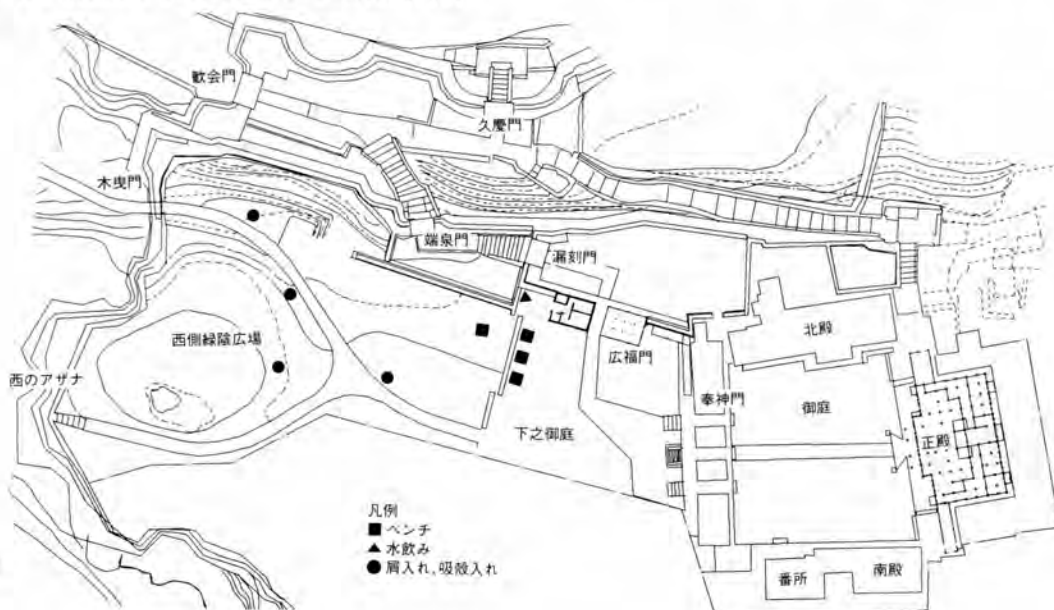 歓会門
久慶門
木曳門
端泉門
漏刻門
北殿
西側緑陰広場
広福門
西のアザナ
奉神門
御庭
正殿
下之御庭
凡例
■ ベンチ
▲ 水飲み
● 屑入れ,吸殻入れ
番所
南殿